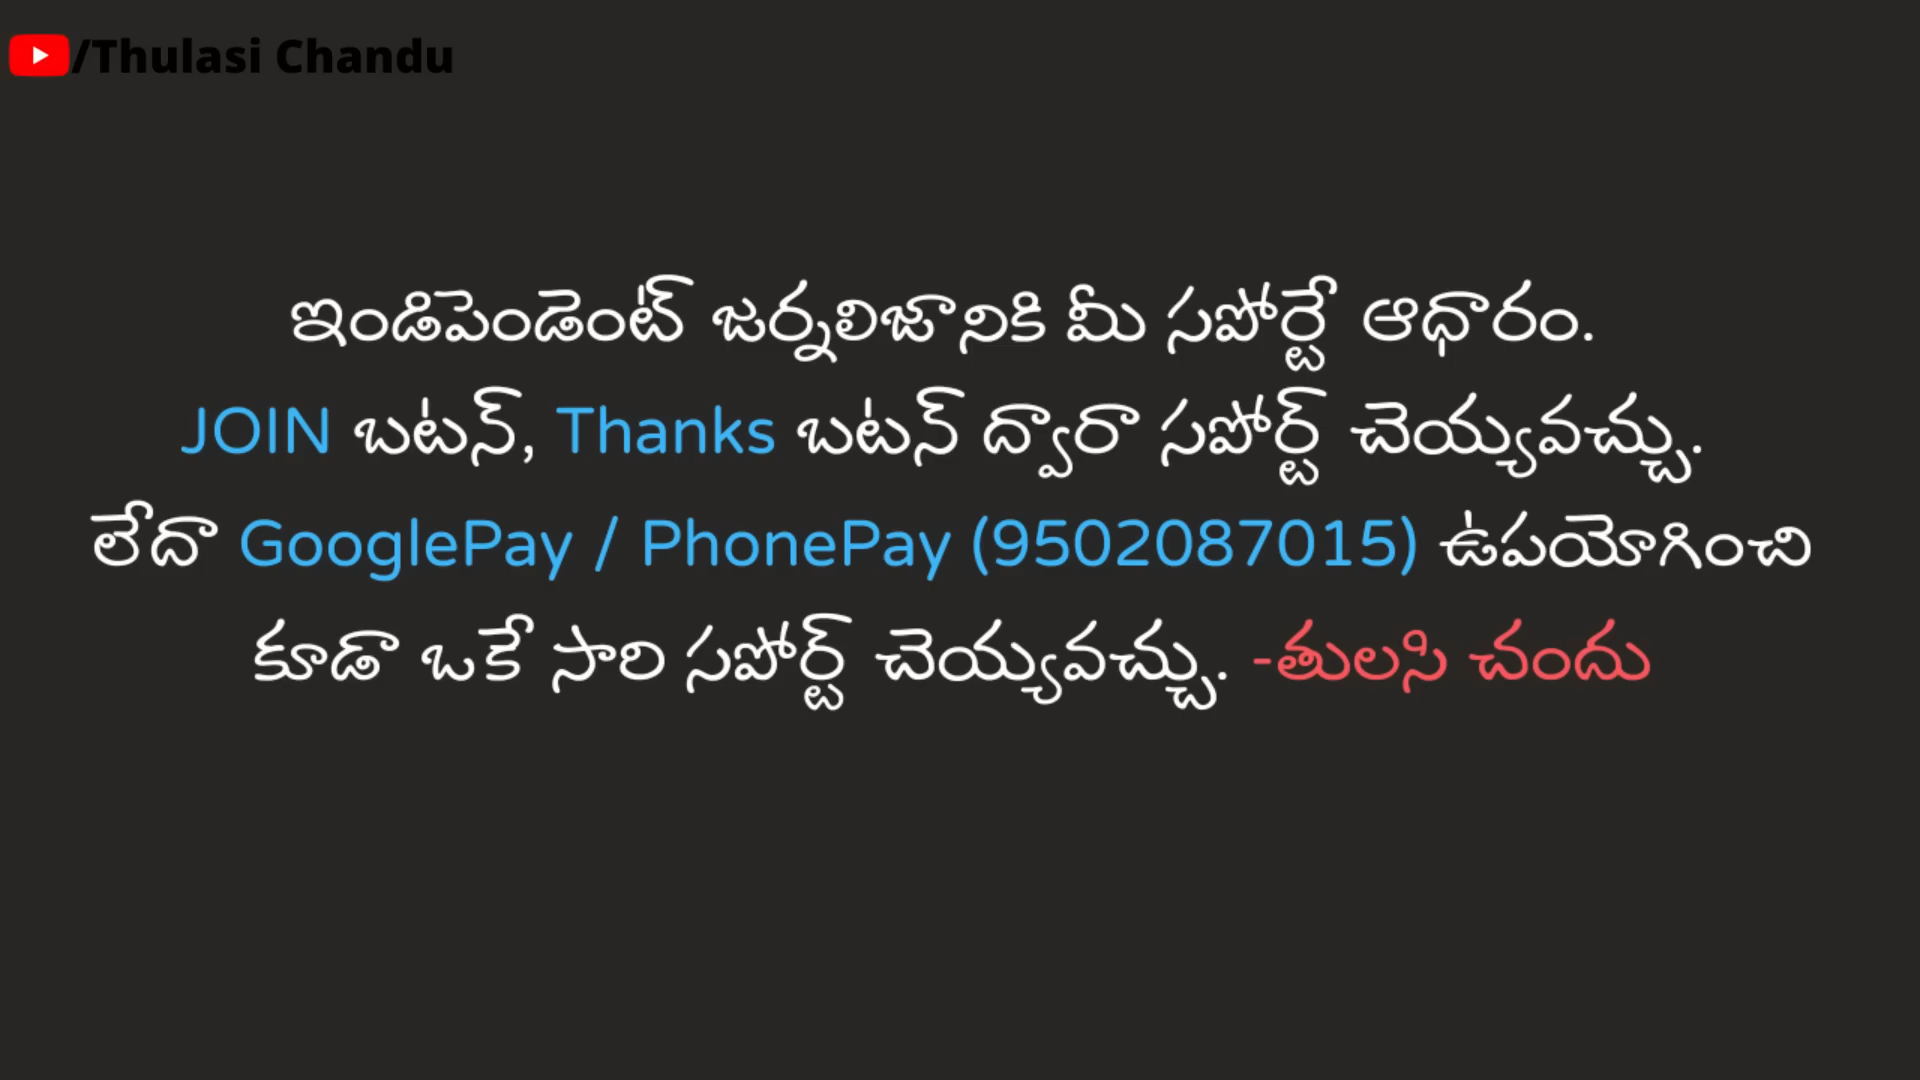 /Thulasi Chandu
ఇండిపెండెంట్ జర్నలిజానికి మీ సపోర్టే ఆధారం.
JOIN బటన్, Thanks బటన్ ద్వారా సపోర్ట్ చెయ్యవచ్చు.
లేదా GooglePay / PhonePay (9502087015) ఉపయోగించి
కూడా ఒకే సారి సపోర్ట్ చెయ్యవచ్చు. -తులసి చందు